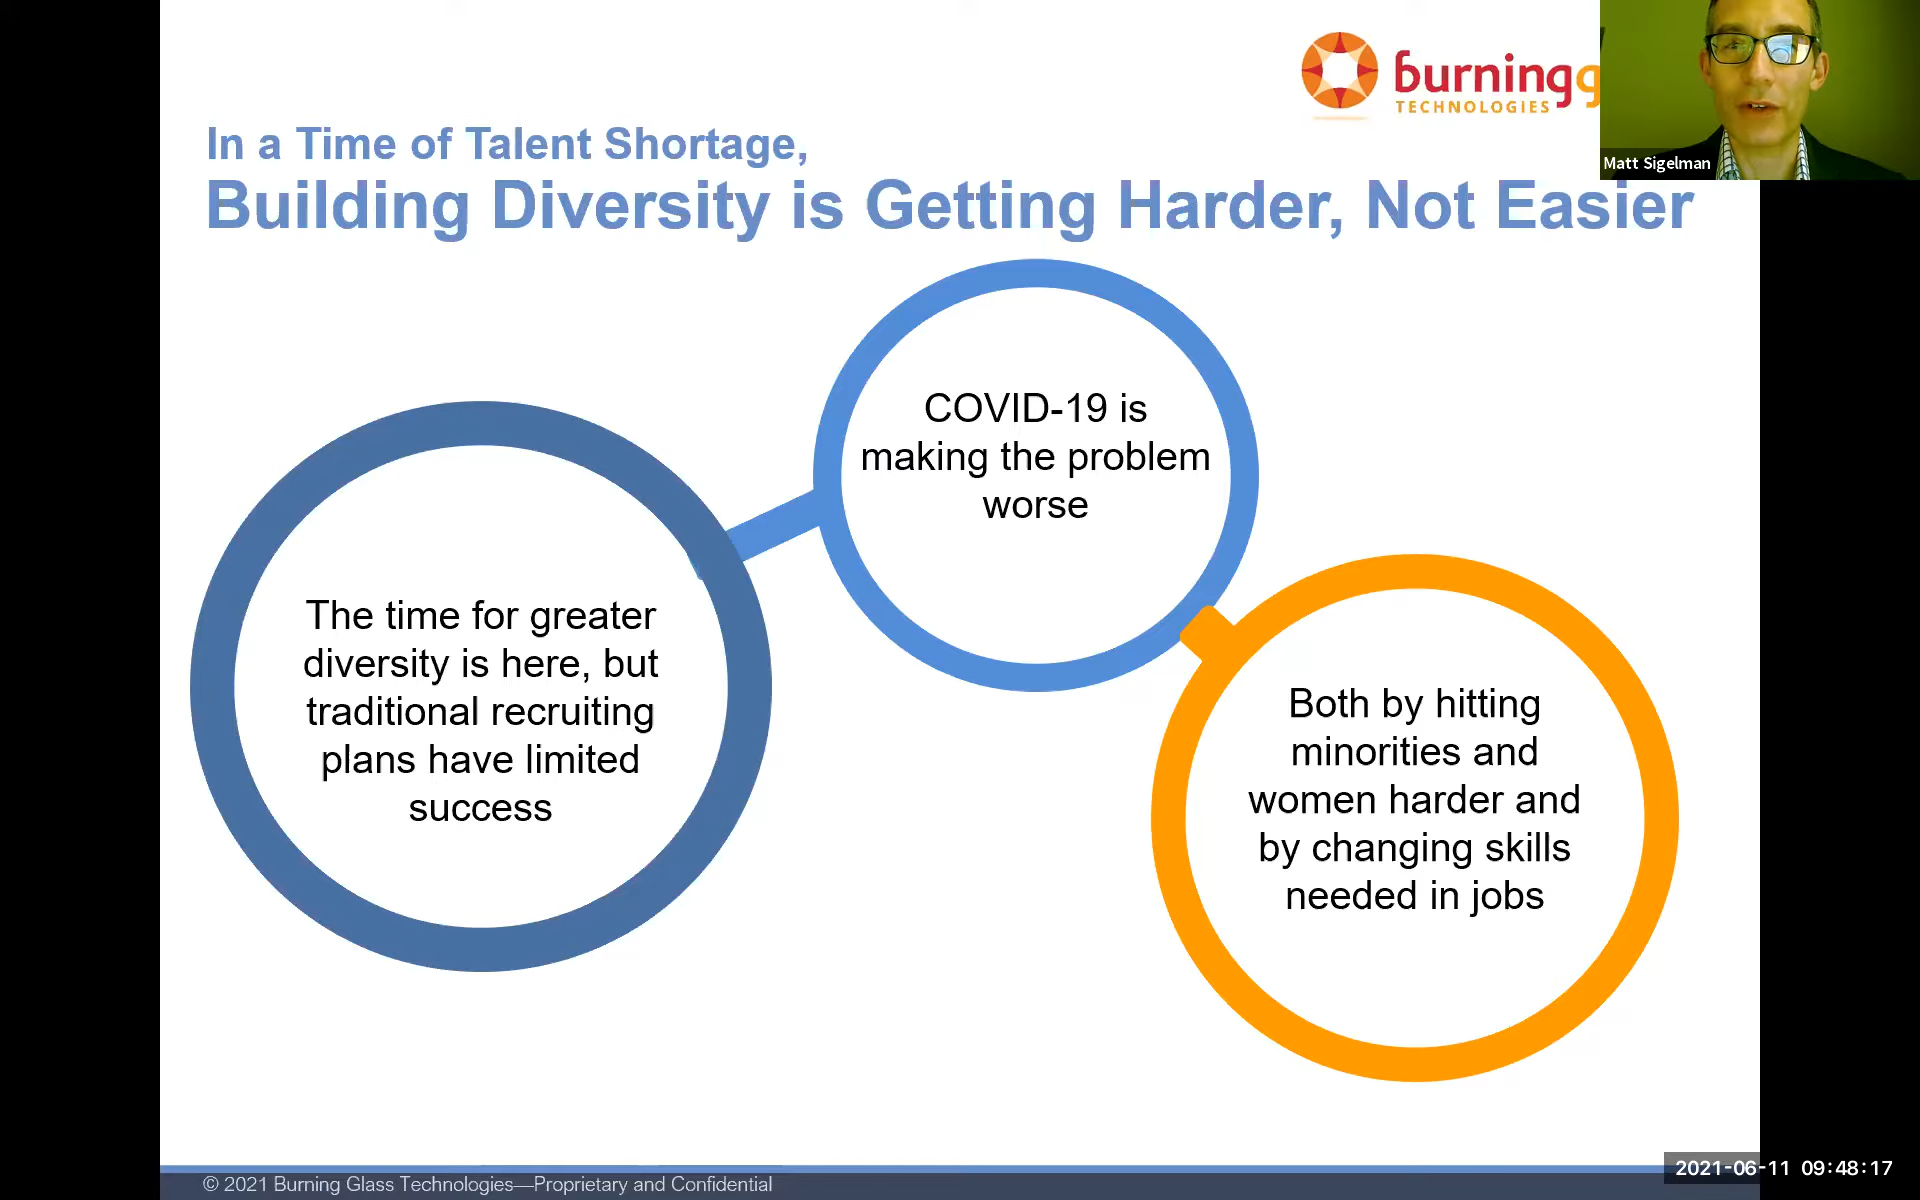 burningg
TECHNOLOGIES
Matt Sigelman
In a Time of Talent Shortage,
Building Diversity is Getting Harder, Not Easier
The time for greater
diversity is here, but
traditional recruiting
plans have limited
success
COVID-19 is
making the problem
worse
Both by hitting
minorities and
women harder and
by changing skills
needed in jobs
© 2021 Burning Glass Technologies—Proprietary and Confidential
2021-06-11 09:48:17